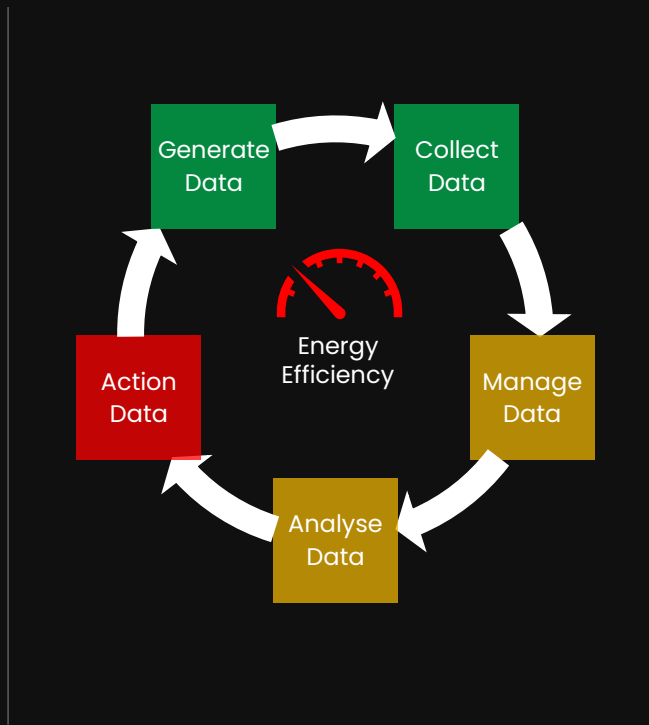 Generate
Data
Collect
Data
Energy
Efficiency
Action
Data
Manage
Data
Analyse
Data